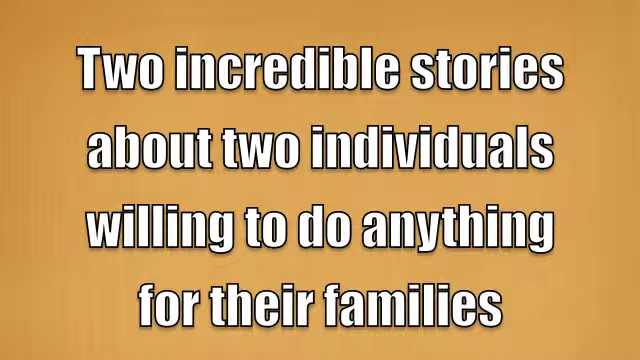 Two incredible stories
about two individuals
willing to do anything
for their families